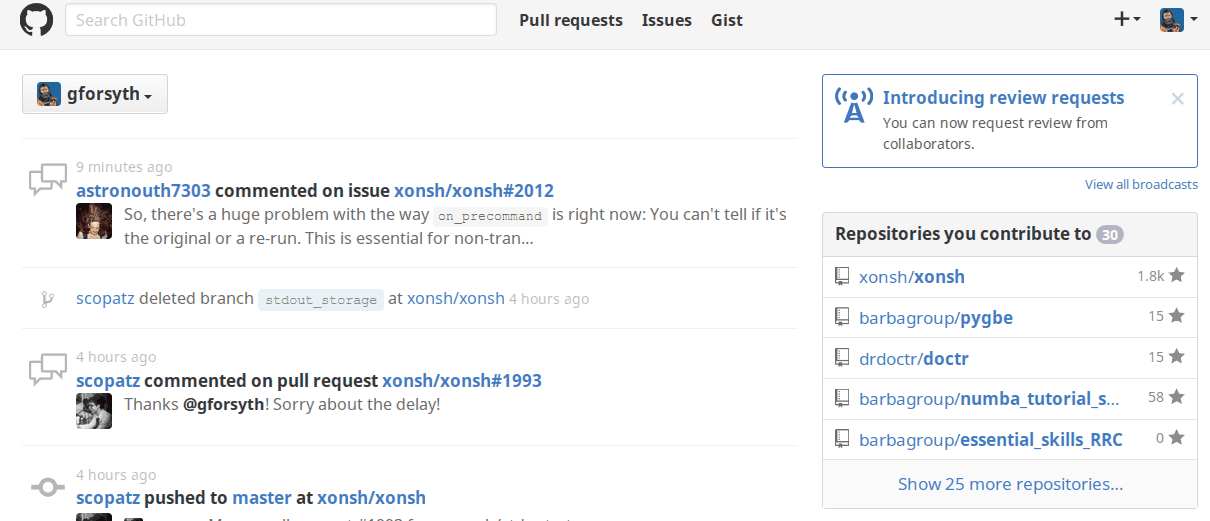 Search GitHub
Pull requests Issues Gist
gforsyth
9 minutes ago
astronouth7303 commented on issue xonsh/xonsh#2012
So, there's a huge problem with the way on_precommand is right now: You can't tell if it's
the original or a re-run. This is essential for non-tran...
scopatz deleted branch stdout_storage at xonsh/xonsh 4 hours ago
4 hours ago
scopatz commented on pull request xonsh/xonsh#1993
Thanks @gforsyth! Sorry about the delay!
4 hours ago
scopatz pushed to master at xonsh/xonsh
Introducing review requests
You can now request review from
collaborators.
View all broadcasts
Repositories you contribute to 30
xonsh/xonsh 1.8k
barbagroup/pygbe 15
drdoctr/doctr 15
barbagroup/numba_tutorial_s... 58
barbagroup/essential_skills_RRC 0
Show 25 more repositories...